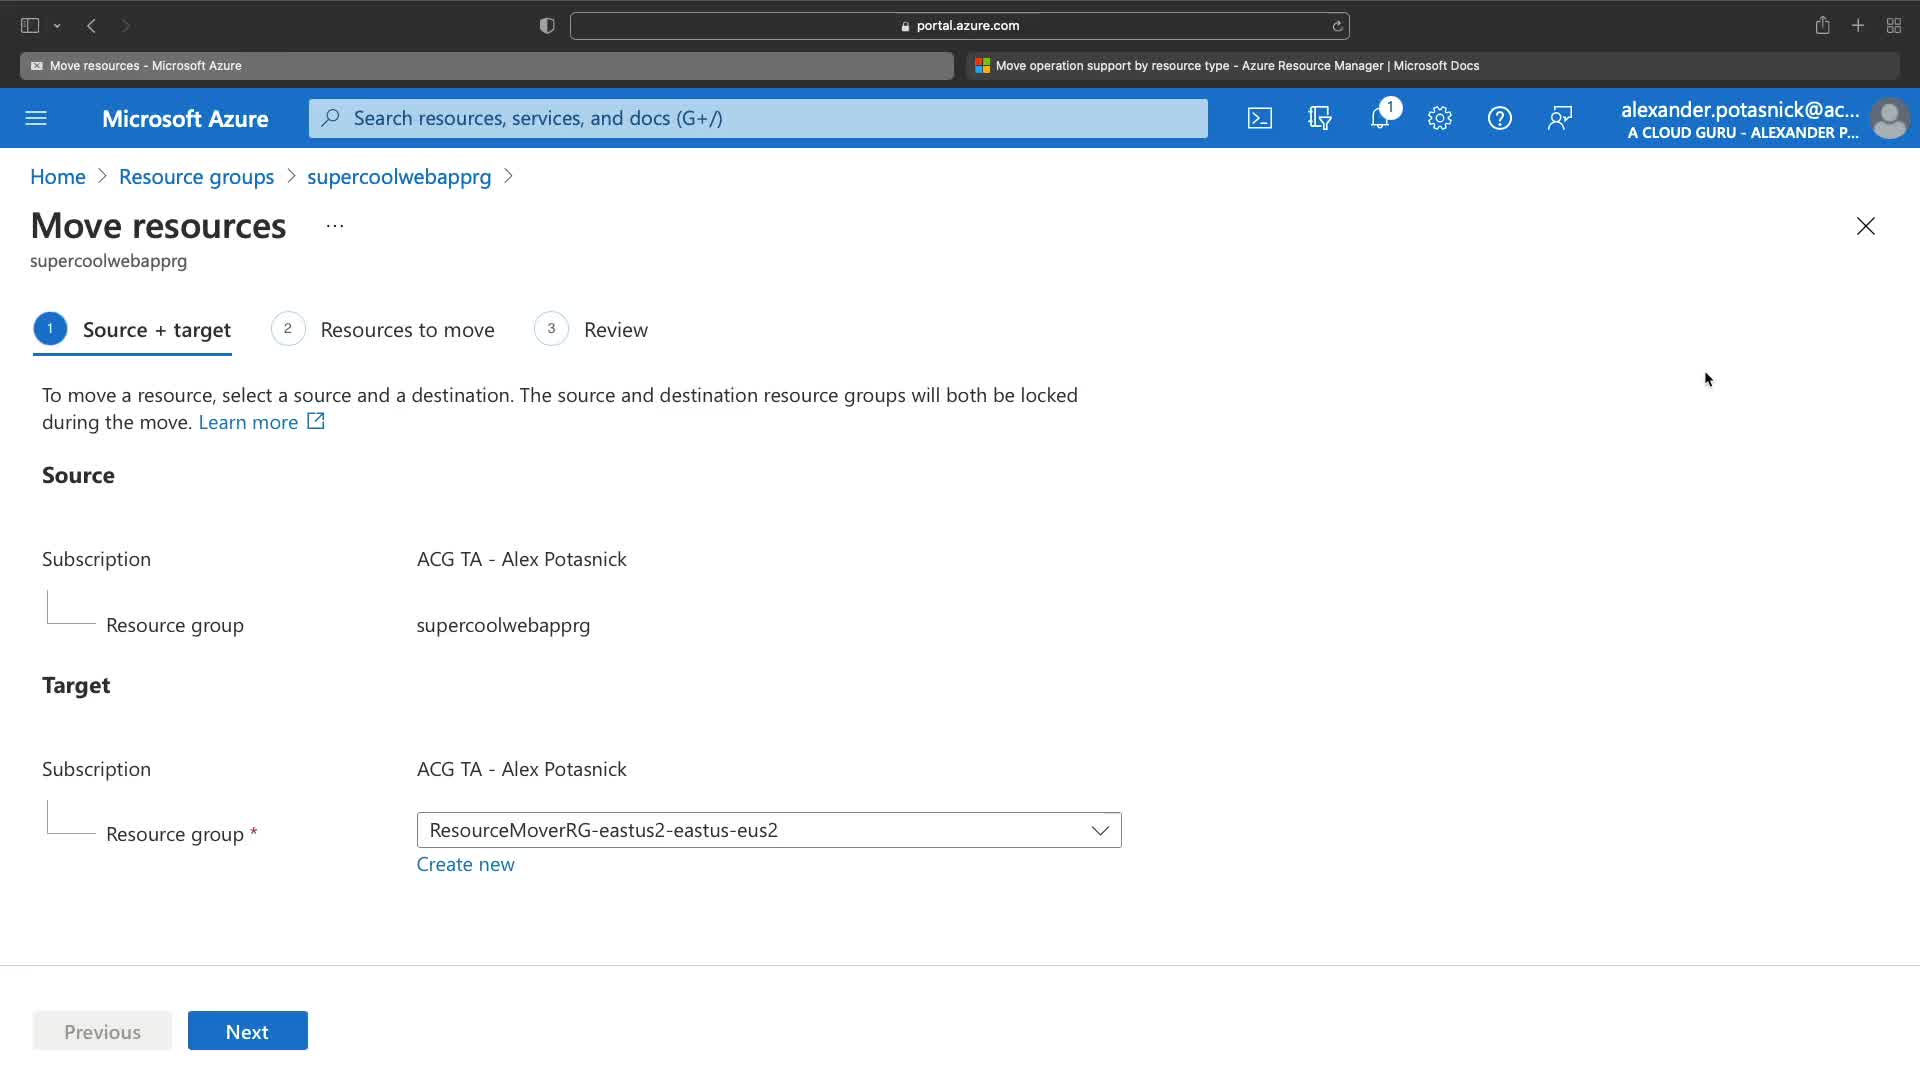 portal.azure.com
Move resources - Microsoft Azure
Move operation support by resource type - Azure Resource Manager | Microsoft Docs
Microsoft Azure
Search resources, services, and docs (G+/)
1
alexander.potasnick@ac...
A CLOUD GURU - ALEXANDER P...
Home > Resource groups > supercoolwebapprg >
Move resources ...
supercoolwebapprg
1 Source + target
2 Resources to move
3 Review
To move a resource, select a source and a destination. The source and destination resource groups will both be locked
during the move. Learn more
Source
Subscription ACG TA - Alex Potasnick
Resource group supercoolwebapprg
Target
Subscription ACG TA - Alex Potasnick
Resource group * ResourceMoverRG-eastus2-eastus-eus2
Create new
Previous Next